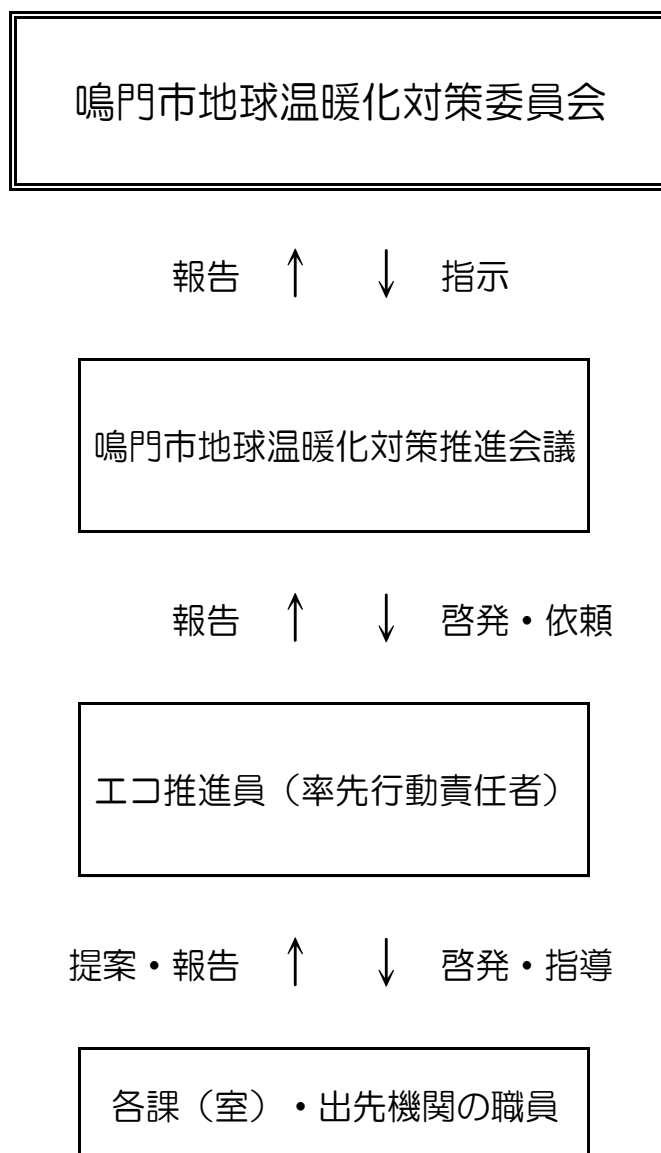 鳴門市地球温暖化対策委員会
報告 ↑ ↓ 指示
鳴門市地球温暖化対策推進会議
報告 ↑ ↓ 啓発・依頼
エコ推進員（率先行動責任者）
提案・報告 ↑ ↓ 啓発・指導
各課（室）・出先機関の職員